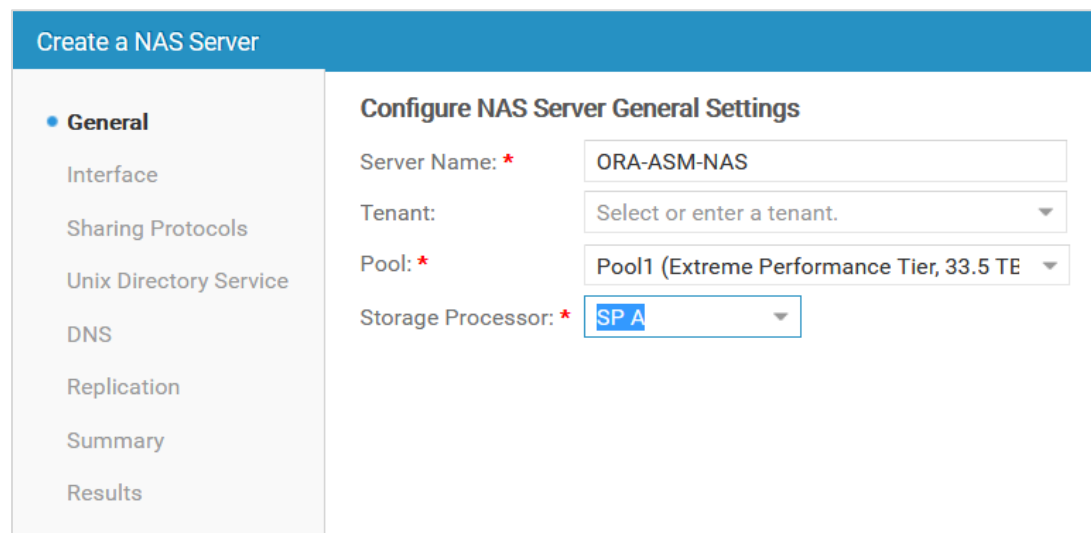 Create a NAS Server
General
Interface
Sharing Protocols
Unix Directory Service
DNS
Replication
Summary
Results
Configure NAS Server General Settings
Server Name: * ORA-ASM-NAS
Tenant: Select or enter a tenant.
Pool: * Pool1 (Extreme Performance Tier, 33.5 TE
Storage Processor: * SP A